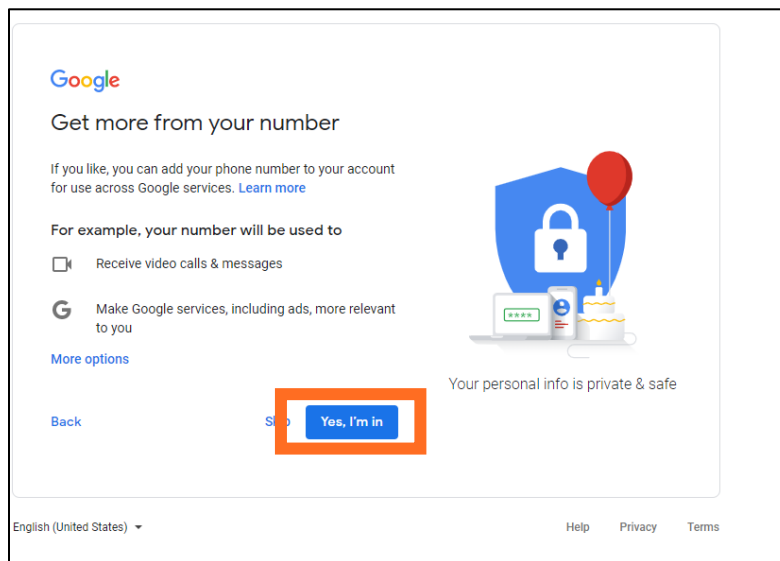 Google
Get more from your number
If you like, you can add your phone number to your account
for use across Google services. Learn more
For example, your number will be used to
Receive video calls & messages
Make Google services, including ads, more relevant
to you
More options
****
Your personal info is private & safe
Back
Yes, I'm in
English (United States)
Help Privacy Terms